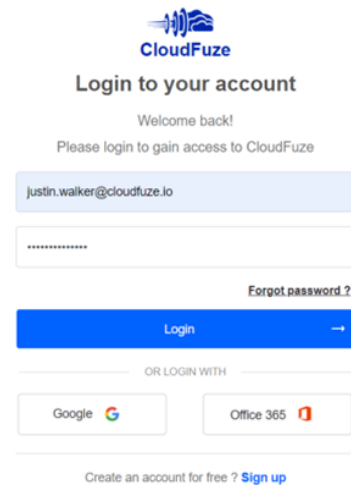 CloudFuze
Login to your account
Welcome back!
Please login to gain access to CloudFuze
justin.walker@cloudfuze.io
••••••••••••••
Forgot password ?
Login →
OR LOGIN WITH
Google
Office 365
Create an account for free ? Sign up